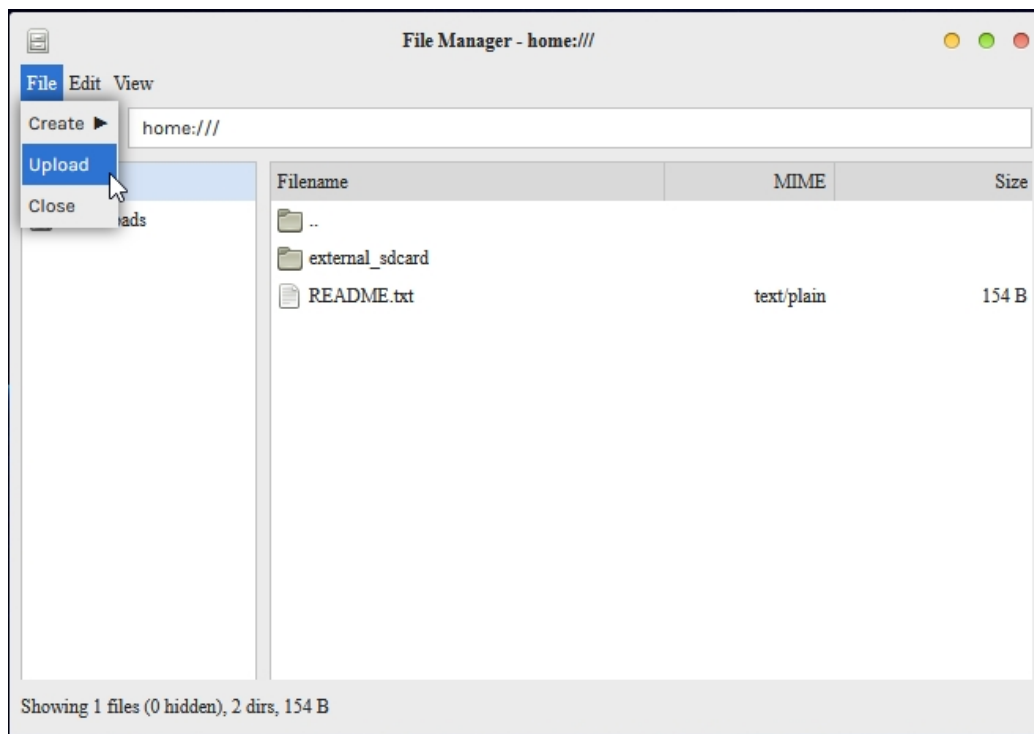 File Manager - home:///
File Edit View
Create
home:///
Upload
Close
Filename MIME Size
..
external_sdcard
README.txt text/plain 154 B
Showing 1 files (0 hidden), 2 dirs, 154 B